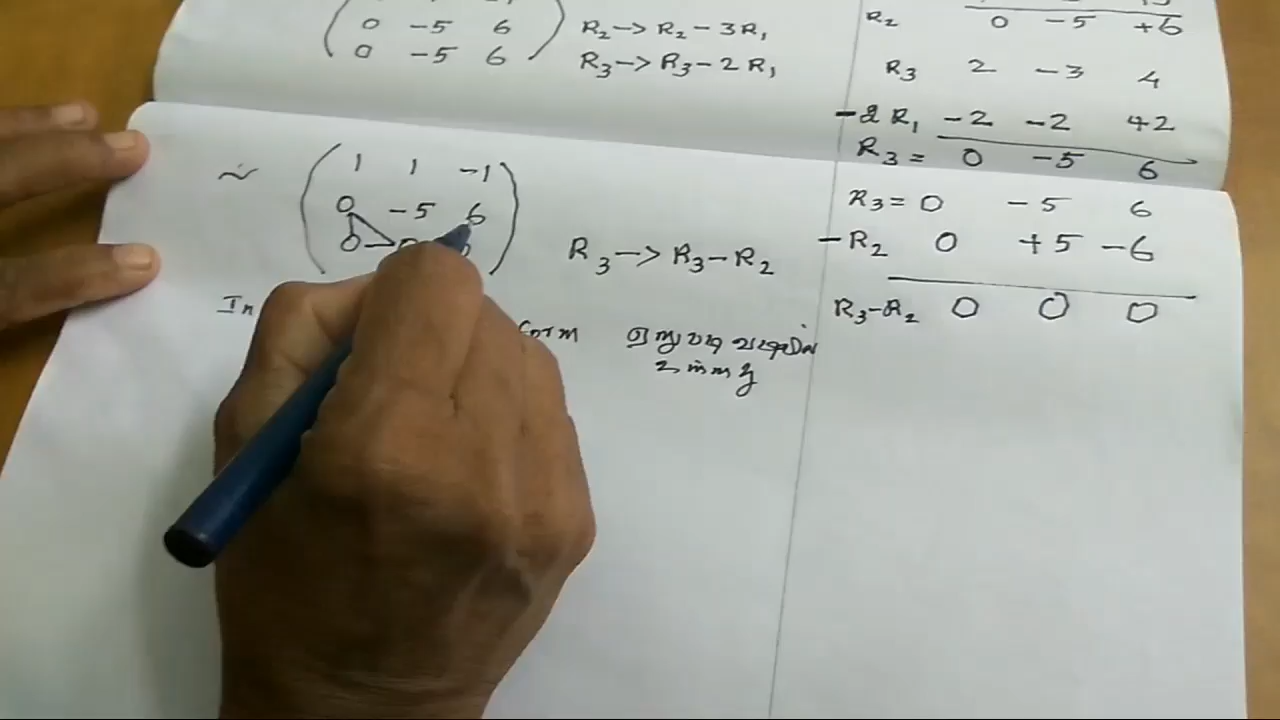 0 -5 6 R₂→R₂-3R₁
0 -5 6 R₃→R₃-2R₁
R₂ 0 -5 +6
R₃ 2 -3 4
-2R₁ -2 -2 +2
R₃= 0 -5 6
~ 1 1 -1
0 -5 6
0
R₃→R₃-R₂
In form
R₃= 0 -5 6
-R₂ 0 +5 -6
R₃-R₂ 0 0 0